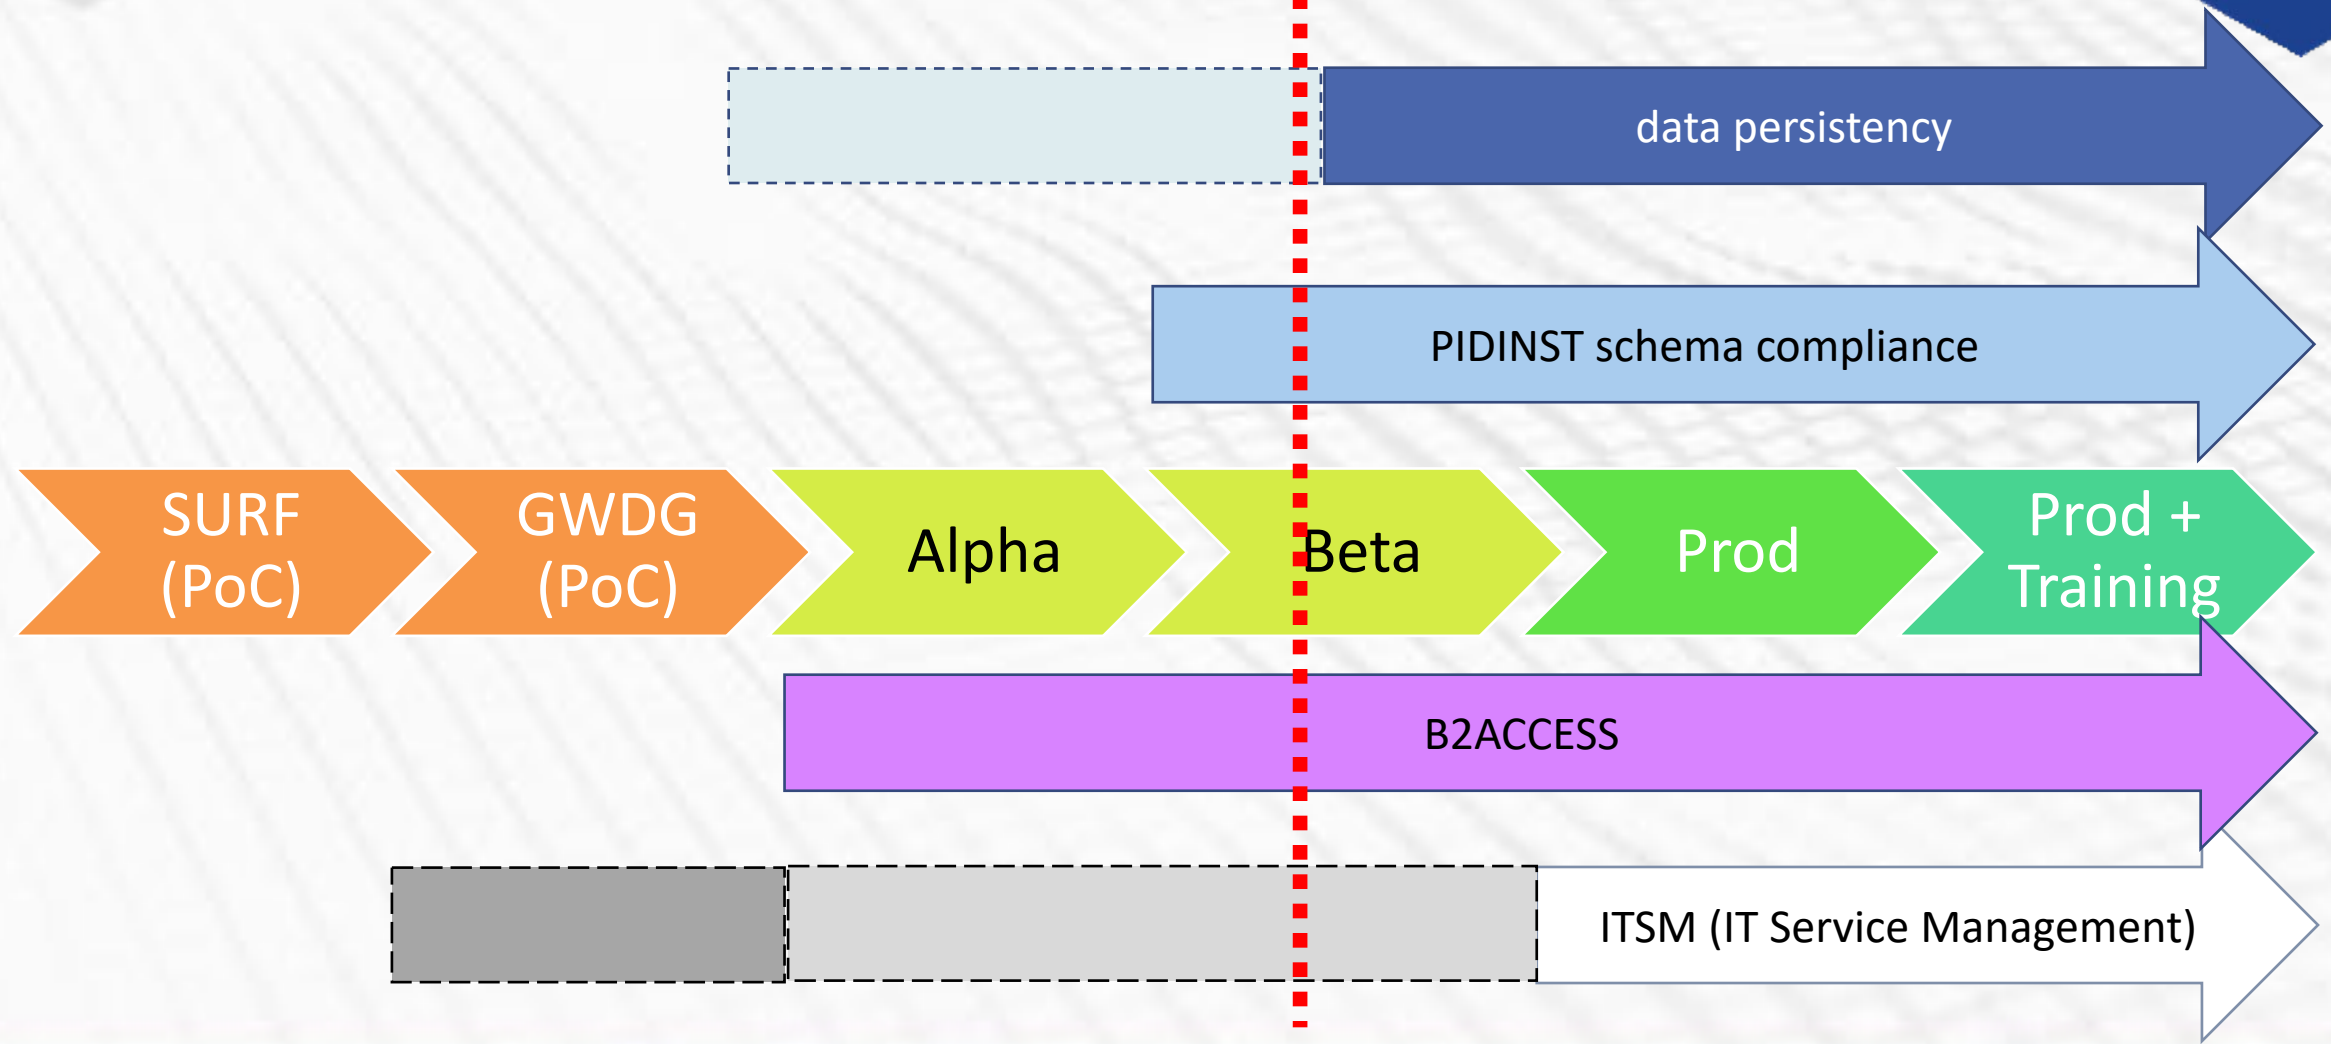 data persistency
PIDINST schema compliance
SURF
(PoC)
GWDG
(PoC)
Alpha
Beta
Prod
Prod +
Training
B2ACCESS
ITSM (IT Service Management)